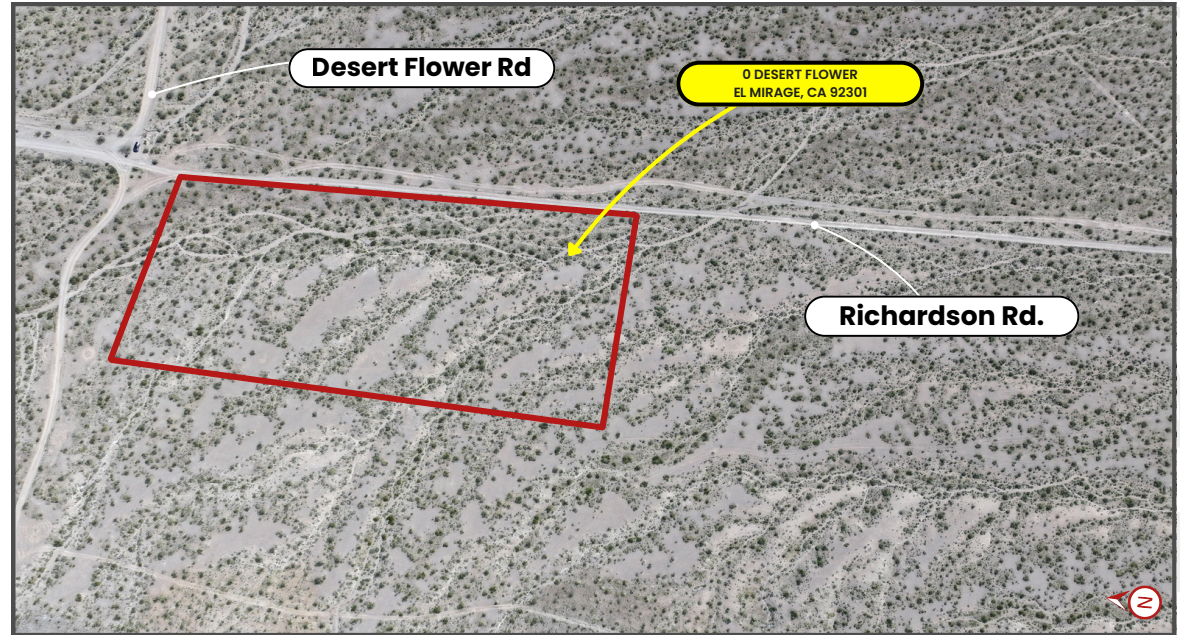 Desert Flower Rd
0 DESERT FLOWER
EL MIRAGE, CA 92301
Richardson Rd.
N